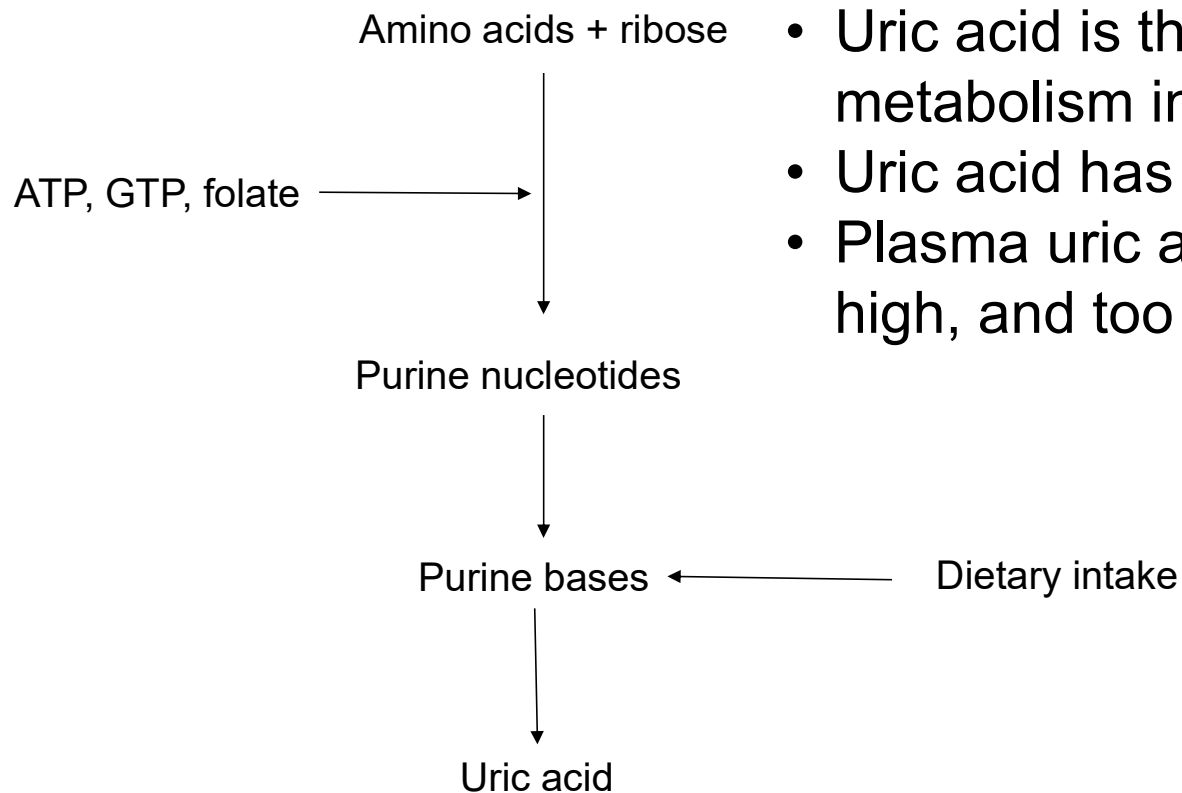 Amino acids + ribose
ATP, GTP, folate
Purine nucleotides
Purine bases
Dietary intake
Uric acid
• Uric acid is th
metabolism in
• Uric acid has
• Plasma uric a
high, and too